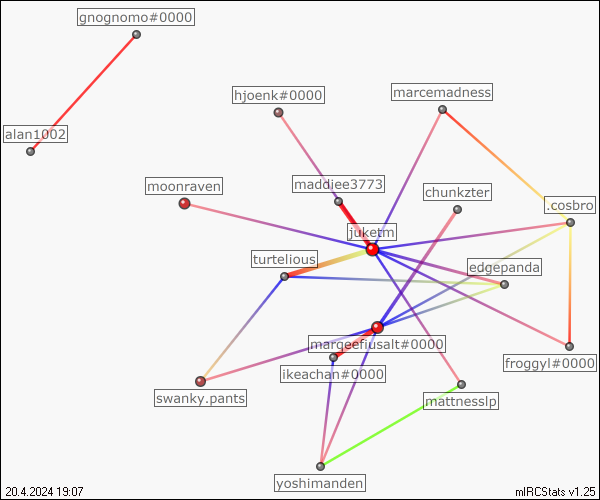 gnognomo#0000
hjoenk#0000
marcemadness
alan1002
moonraven
maddiee3773
chunkzter
.cosbro
juketm
turtelious
edgepanda
marqeefiusalt#0000
froggyl#0000
ikeachan#0000
swanky.pants
mattnesslp
yoshimanden
20.4.2024 19:07
mIRCStats v1.25